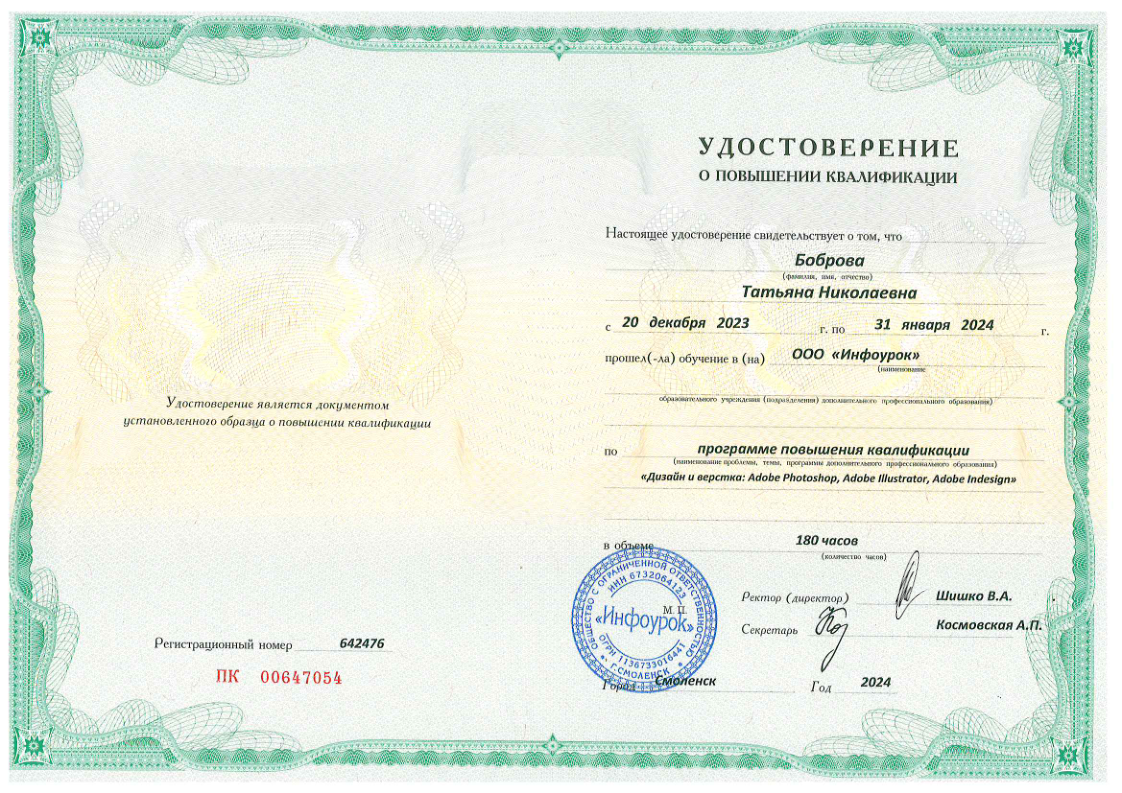 Удостоверение является документом
установленного образца о повышении квалификации
Регистрационный номер 642476
ПК 00647054
УДОСТОВЕРЕНИЕ
О ПОВЫШЕНИИ КВАЛИФИКАЦИИ
Настоящее удостоверение свидетельствует о том, что
Боброва
(фамилия, имя, отчество)
Татьяна Николаевна
с 20 декабря 2023 г. по 31 января 2024 г.
прошел(-ла) обучение в (на) ООО «Инфоурок»
(наименование
образовательного учреждения (подразделения) дополнительного профессионального образования)
по программе повышения квалификации
(наименование проблемы, темы, программы дополнительного профессионального образования)
«Дизайн и верстка: Adobe Photoshop, Adobe Illustrator, Adobe Indesign»
в объеме 180 часов
(количество часов)
ОБЩЕСТВО С ОГРАНИЧЕННОЙ ОТВЕТСТВЕННОСТЬЮ
ИНН 6732064123
«Инфоурок»
ОГРН 1136733016441
г. СМОЛЕНСК
М.П.
Ректор (директор) Шишко В.А.
Секретарь Космовская А.П.
Город Смоленск Год 2024